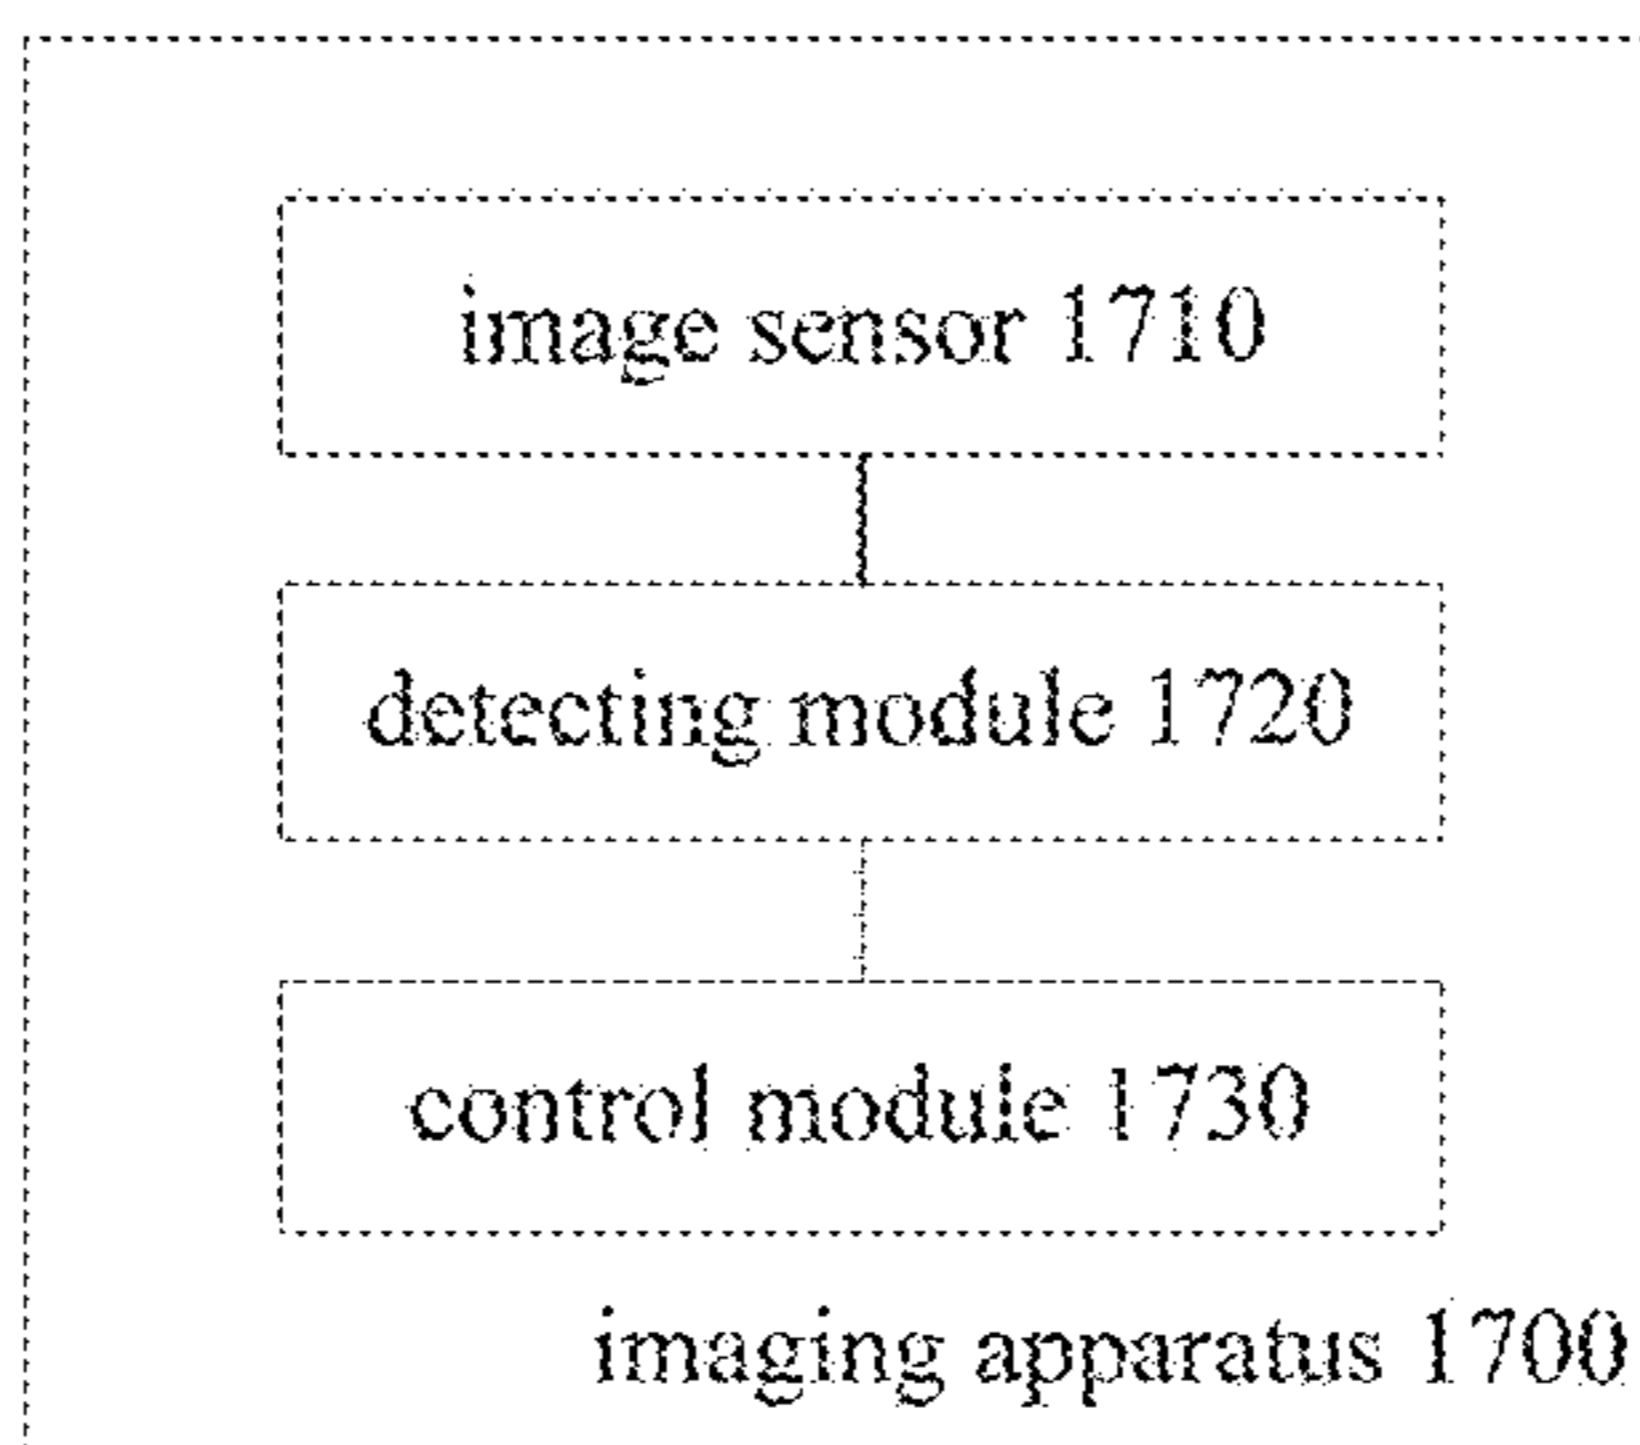 image sensor 1710
detecting module 1720
control module 1730
imaging apparatus 1700